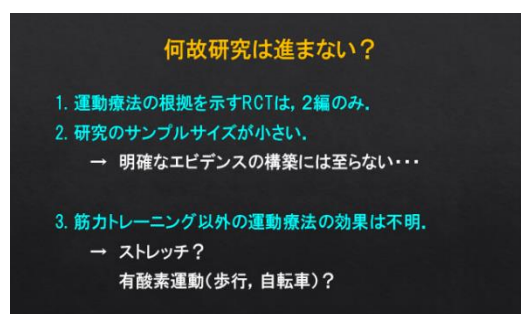 何故研究は進まない？
1. 運動療法の根拠を示すRCTは，2編のみ．
2. 研究のサンプルサイズが小さい．
→ 明確なエビデンスの構築には至らない･･･
3. 筋力トレーニング以外の運動療法の効果は不明．
→ ストレッチ？
有酸素運動（歩行，自転車）？